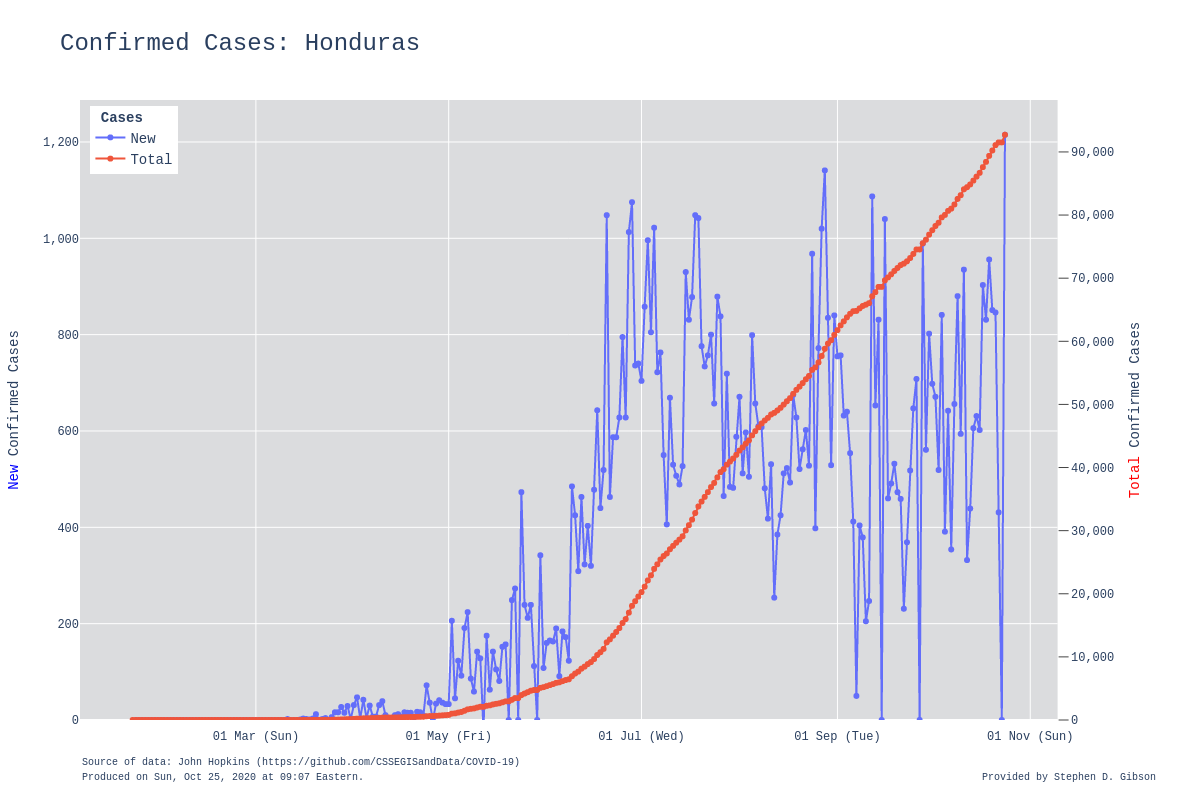 Confirmed Cases: Honduras
Cases
New
Total
1,200
1,000
800
600
400
200
0
90,000
80,000
70,000
60,000
50,000
40,000
30,000
20,000
10,000
0
New Confirmed Cases
Total Confirmed Cases
01 Mar (Sun)
01 May (Fri)
01 Jul (Wed)
01 Sep (Tue)
01 Nov (Sun)
Source of data: John Hopkins (https://github.com/CSSEGISandData/COVID-19)
Produced on Sun, Oct 25, 2020 at 09:07 Eastern.
Provided by Stephen D. Gibson